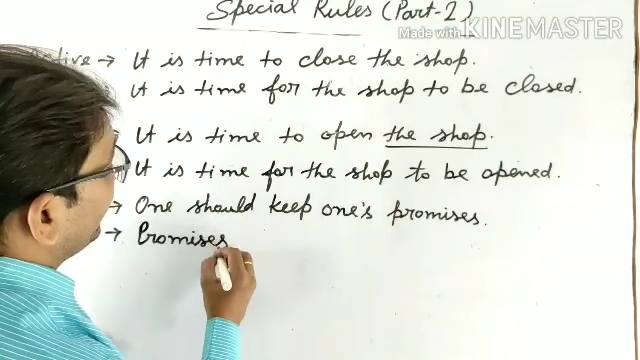 Special Rules (Part-2)
Made with KINEMASTER
→ It is time to close the shop.
It is time for the shop to be closed.
It is time to open the shop.
It is time for the shop to be opened.
→ One should keep one's promises.
→ Promises